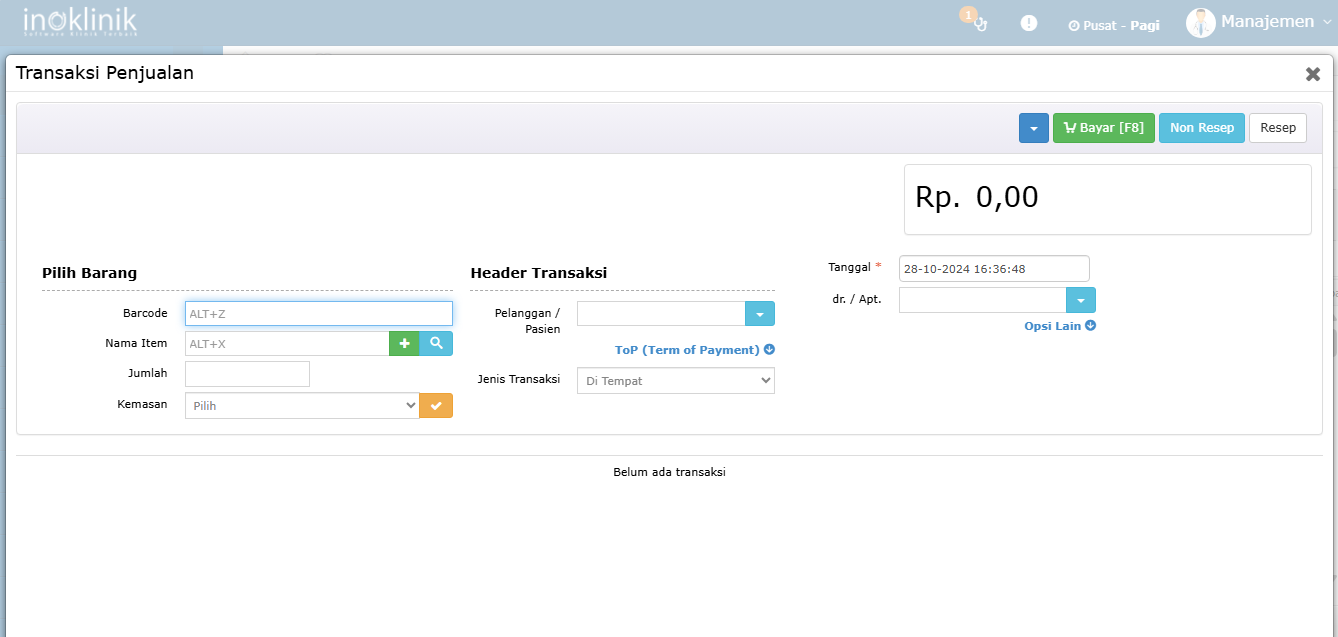 inoklinik
Software Klinik Terbaik
1
Pusat - Pagi
Manajemen
Transaksi Penjualan
Bayar [F8]
Non Resep
Resep
Rp. 0,00
Pilih Barang
Barcode
ALT+Z
Nama Item
ALT+X
Jumlah
Kemasan
Pilih
Header Transaksi
Pelanggan /
Pasien
ToP (Term of Payment)
Jenis Transaksi
Di Tempat
Tanggal *
28-10-2024 16:36:48
dr. / Apt.
Opsi Lain
Belum ada transaksi